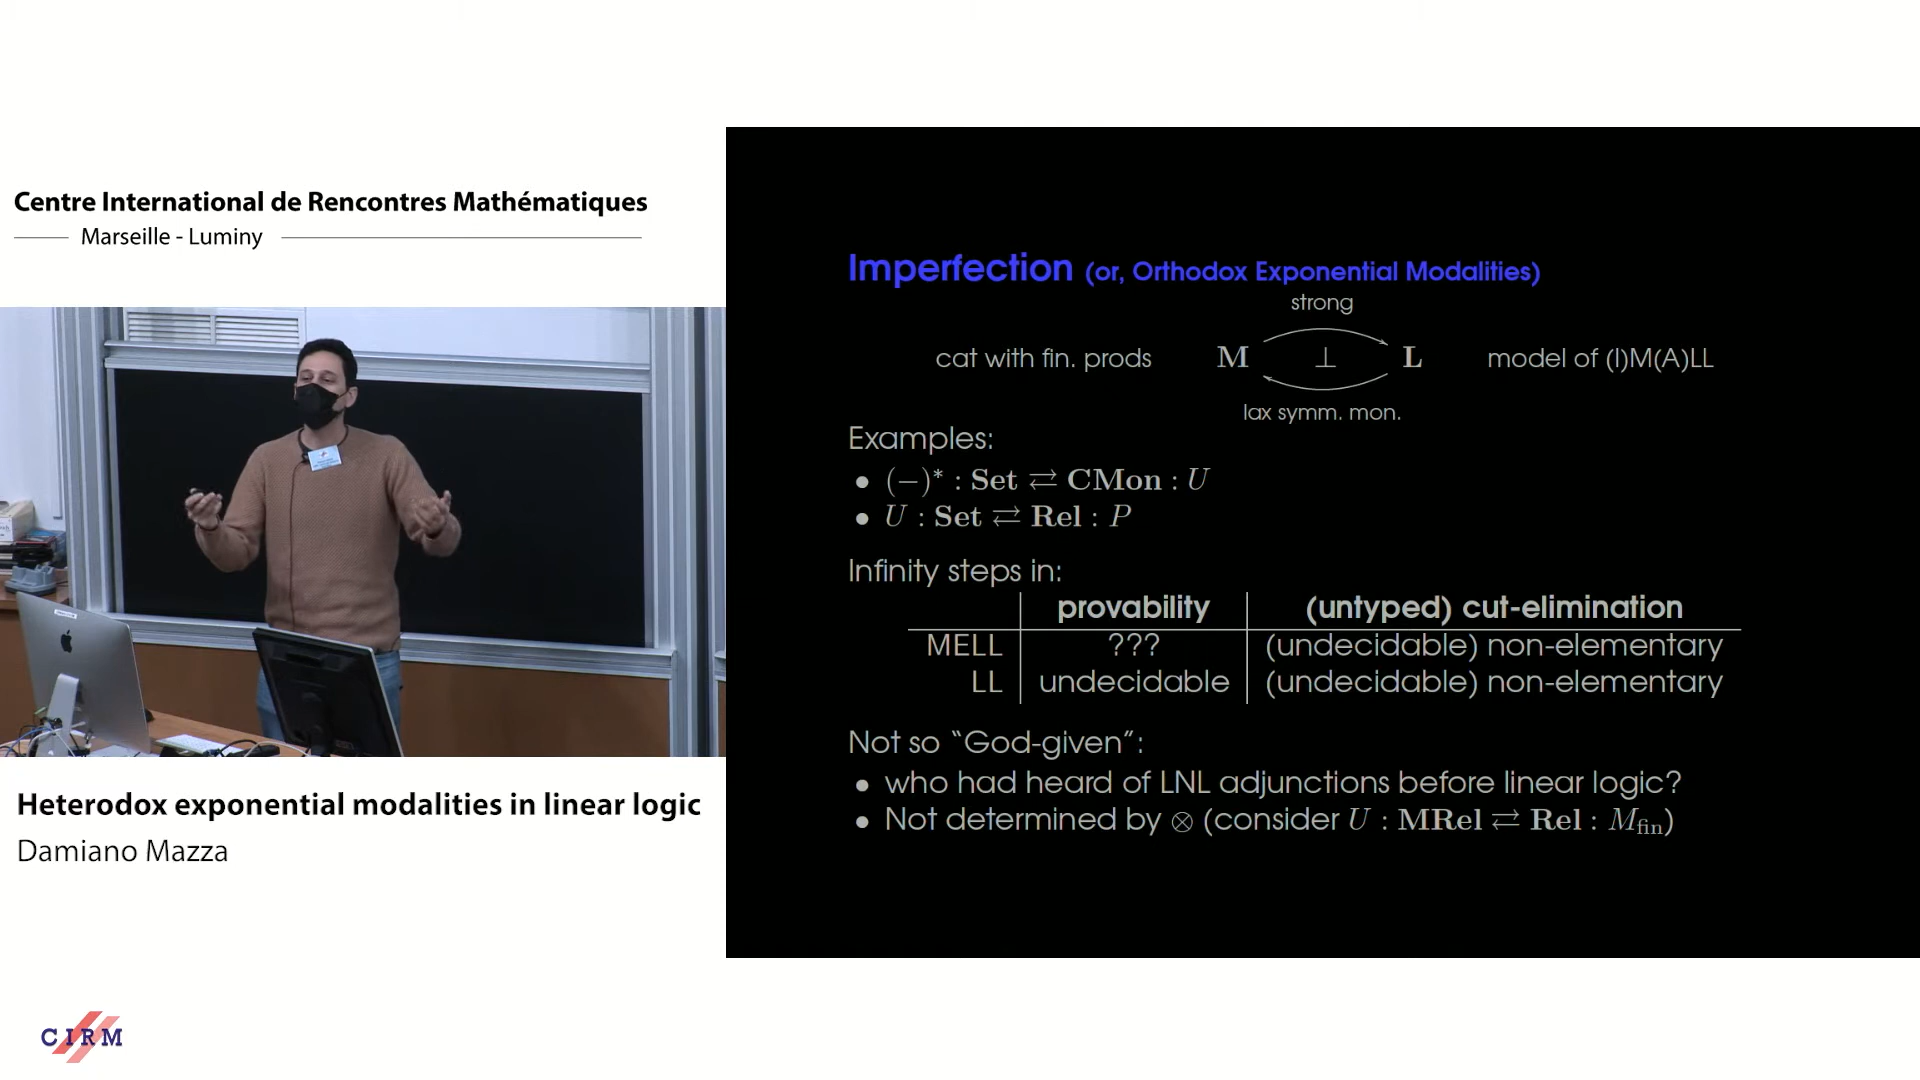 Centre International de Rencontres Mathématiques
Marseille - Luminy
Imperfection (or, Orthodox Exponential Modalities)
strong
cat with fin. prods M ⊥ L model of (I)M(A)LL
lax symm. mon.
Examples:
• (−)* : Set ⇄ CMon : U
• U : Set ⇄ Rel : P
Infinity steps in:
provability (untyped) cut-elimination
MELL ??? (undecidable) non-elementary
LL undecidable (undecidable) non-elementary
Not so “God-given”:
• who had heard of LNL adjunctions before linear logic?
• Not determined by ⊗ (consider U : MRel ⇄ Rel : M_fin)
Heterodox exponential modalities in linear logic
Damiano Mazza
CIRM